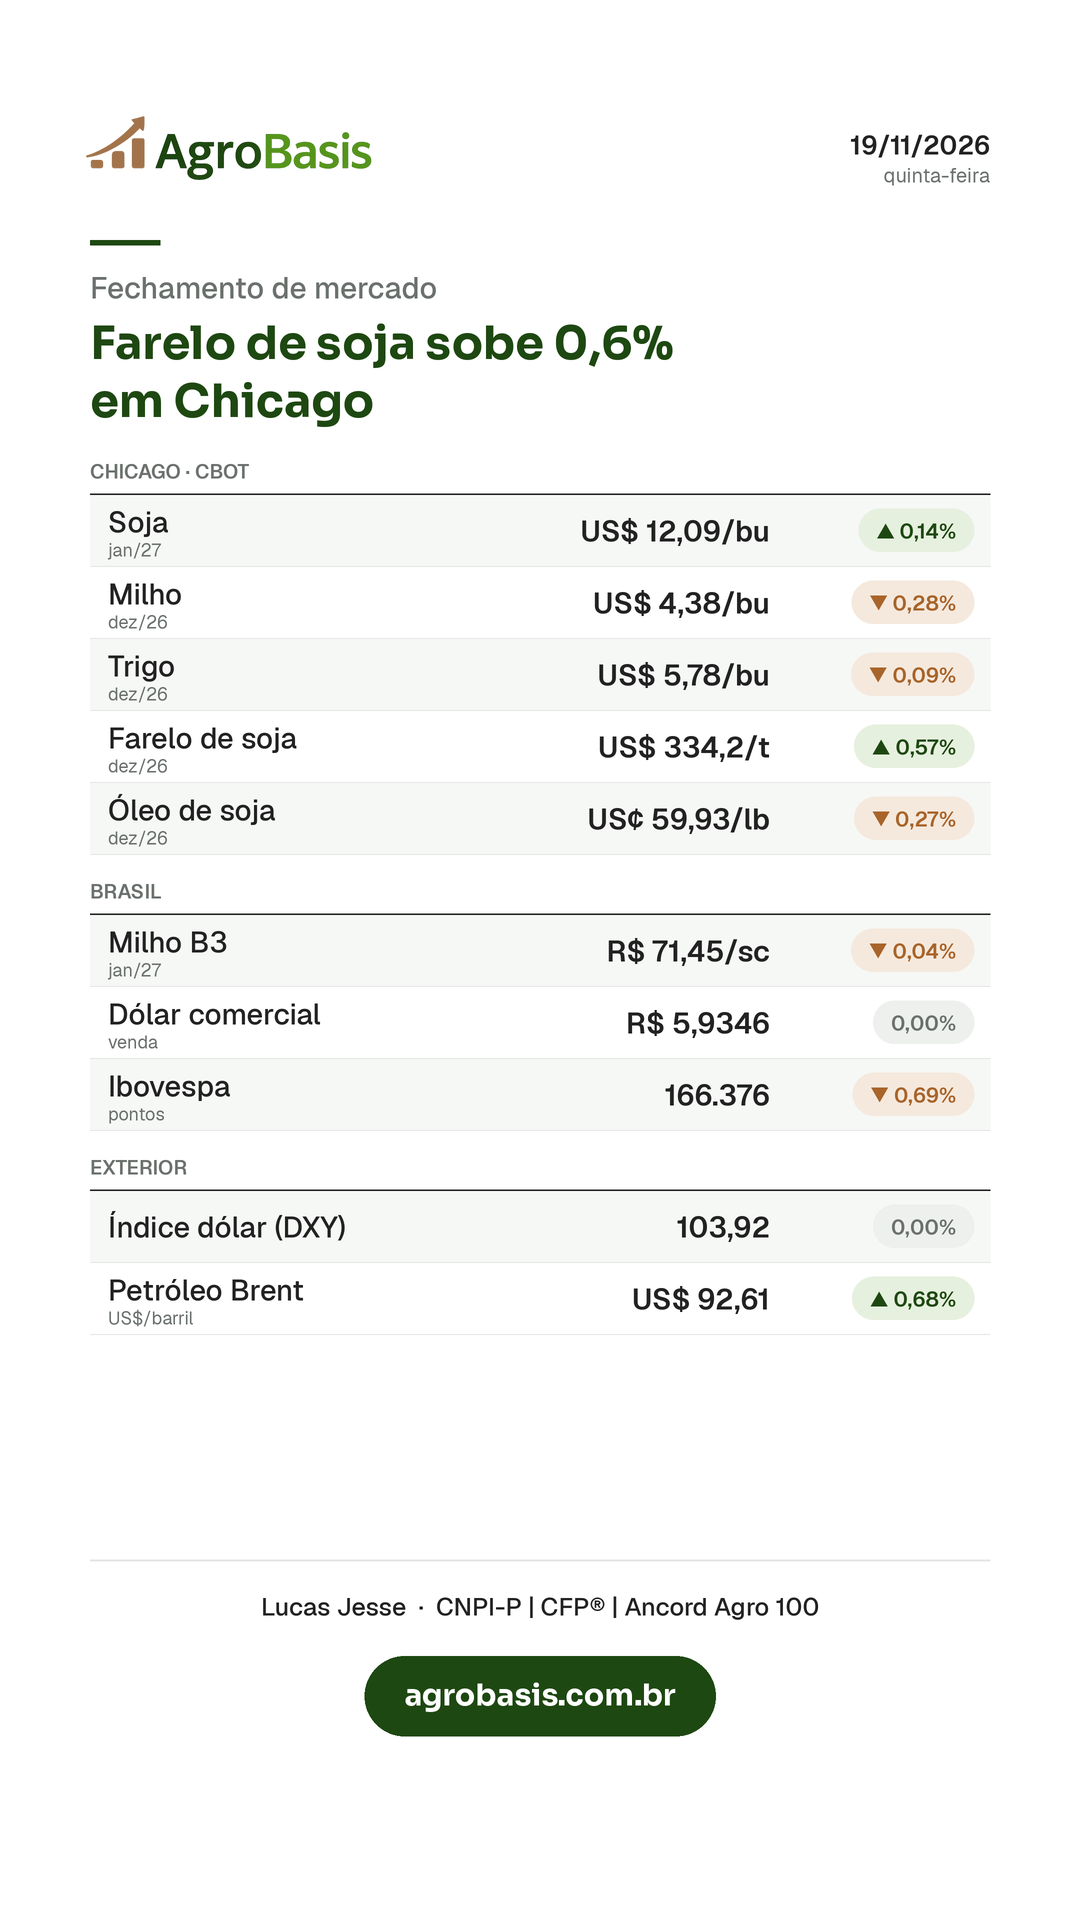 AgroBasis
19/11/2026
quinta-feira
Fechamento de mercado
Farelo de soja sobe 0,6%
em Chicago
CHICAGO · CBOT
Soja US$ 12,09/bu ▲ 0,14%
jan/27
Milho US$ 4,38/bu ▼ 0,28%
dez/26
Trigo US$ 5,78/bu ▼ 0,09%
dez/26
Farelo de soja US$ 334,2/t ▲ 0,57%
dez/26
Óleo de soja US¢ 59,93/lb ▼ 0,27%
dez/26
BRASIL
Milho B3 R$ 71,45/sc ▼ 0,04%
jan/27
Dólar comercial R$ 5,9346 0,00%
venda
Ibovespa 166.376 ▼ 0,69%
pontos
EXTERIOR
Índice dólar (DXY) 103,92 0,00%
Petróleo Brent US$ 92,61 ▲ 0,68%
US$/barril
Lucas Jesse · CNPI-P | CFP® | Ancord Agro 100
agrobasis.com.br